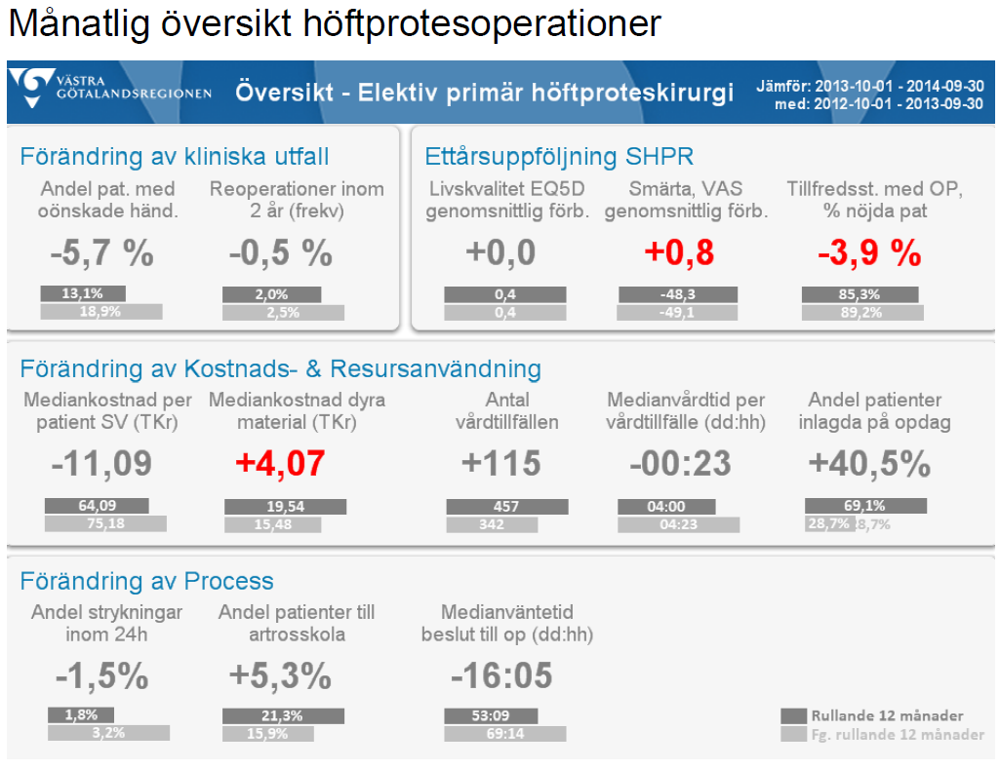 Månatlig översikt höftprotesoperationer
VÄSTRA
GÖTALANDSREGIONEN
Översikt - Elektiv primär höftproteskirurgi
Jämför: 2013-10-01 - 2014-09-30
med: 2012-10-01 - 2013-09-30
Förändring av kliniska utfall
Andel pat. med
oönskade händ.
-5,7 %
13,1%
18,9%
Reoperationer inom
2 år (frekv)
-0,5 %
2,0%
2,5%
Ettårsuppföljning SHPR
Livskvalitet EQ5D
genomsnittlig förb.
+0,0
0,4
0,4
Smärta, VAS
genomsnittlig förb.
+0,8
-48,3
-49,1
Tillfredsst. med OP,
% nöjda pat
-3,9 %
85,3%
89,2%
Förändring av Kostnads- & Resursanvändning
Mediankostnad per
patient SV (TKr)
-11,09
64,09
75,18
Mediankostnad dyra
material (TKr)
+4,07
19,54
15,48
Antal
vårdtillfällen
+115
457
342
Medianvårdtid per
vårdtillfälle (dd:hh)
-00:23
04:00
04:23
Andel patienter
inlagda på opdag
+40,5%
69,1%
28,7% 28,7%
Förändring av Process
Andel strykningar
inom 24h
-1,5%
1,8%
3,2%
Andel patienter till
artrosskola
+5,3%
21,3%
15,9%
Medianväntetid
beslut till op (dd:hh)
-16:05
53:09
69:14
Rullande 12 månader
Fg. rullande 12 månader